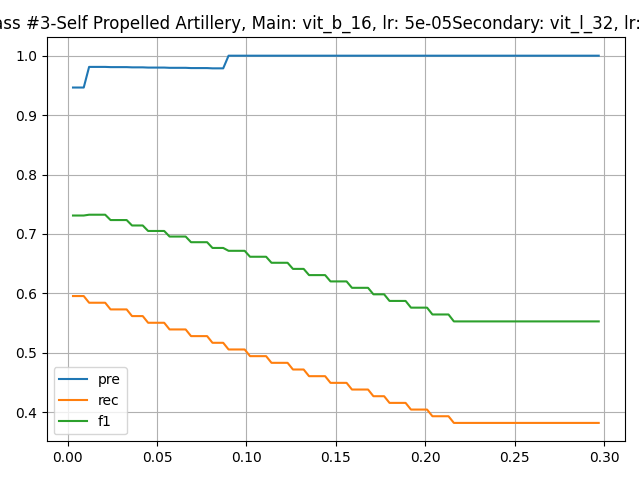 ass #3-Self Propelled Artillery, Main: vit_b_16, lr: 5e-05Secondary: vit_l_32, lr:
1.0
0.9
0.8
0.7
0.6
0.5
0.4
pre
rec
f1
0.00 0.05 0.10 0.15 0.20 0.25 0.30